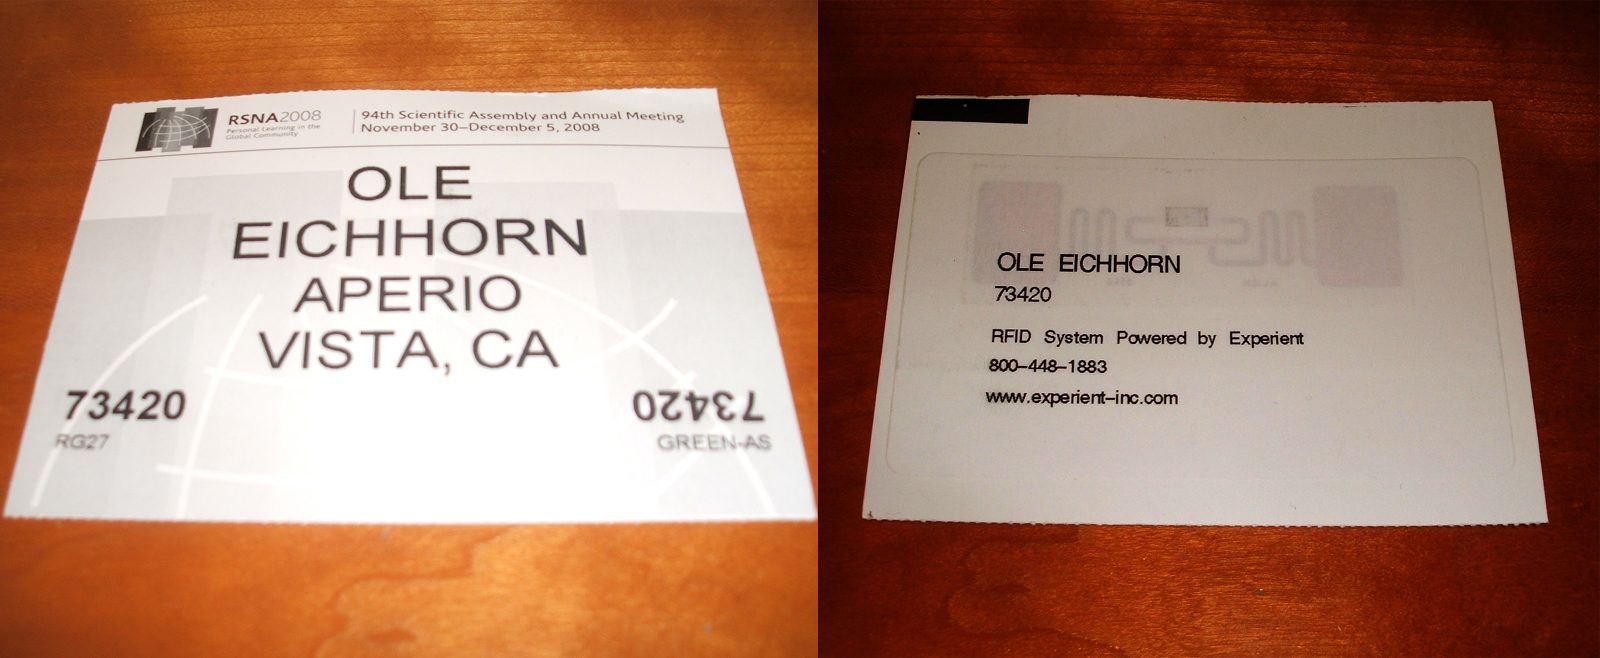 RSNA2008
Personal Learning in the
Global Community
94th Scientific Assembly and Annual Meeting
November 30–December 5, 2008
OLE
EICHHORN
APERIO
VISTA, CA
73420
RG27
73420
GREEN-AS
OLE EICHHORN
73420
RFID System Powered by Experient
800-448-1883
www.experient-inc.com